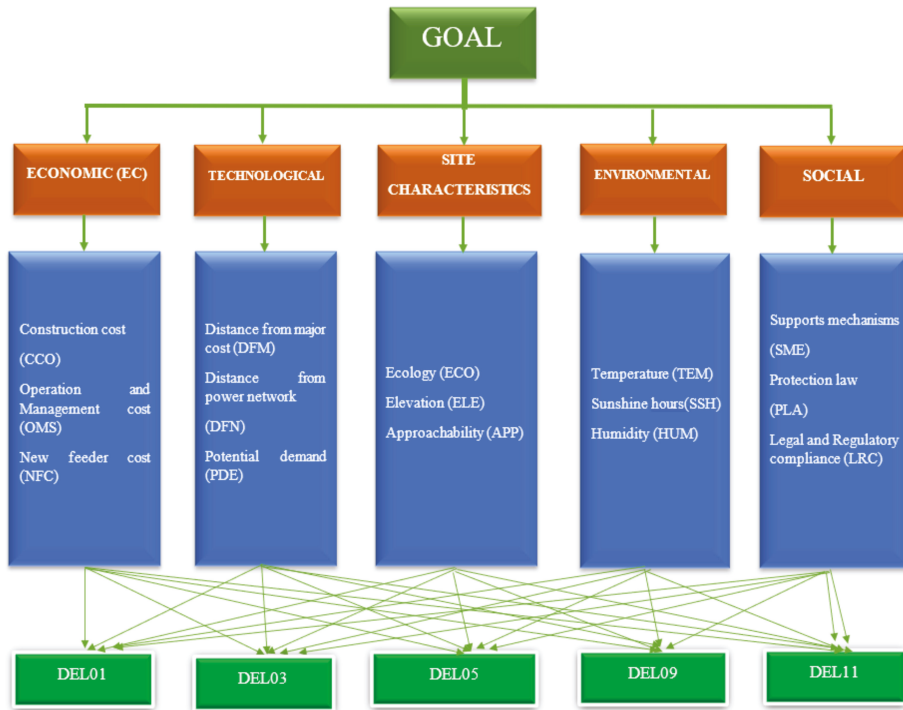 GOAL
ECONOMIC (EC)
TECHNOLOGICAL
SITE
CHARACTERISTICS
ENVIRONMENTAL
SOCIAL
Construction cost
(CCO)
Operation and
Management cost
(OMS)
New feeder cost
(NFC)
Distance from major
cost (DFM)
Distance from
power network
(DFN)
Potential demand
(PDE)
Ecology (ECO)
Elevation (ELE)
Approachability (APP)
Temperature (TEM)
Sunshine hours(SSH)
Humidity (HUM)
Supports mechanisms
(SME)
Protection law
(PLA)
Legal and Regulatory
compliance (LRC)
DEL01
DEL03
DEL05
DEL09
DEL11